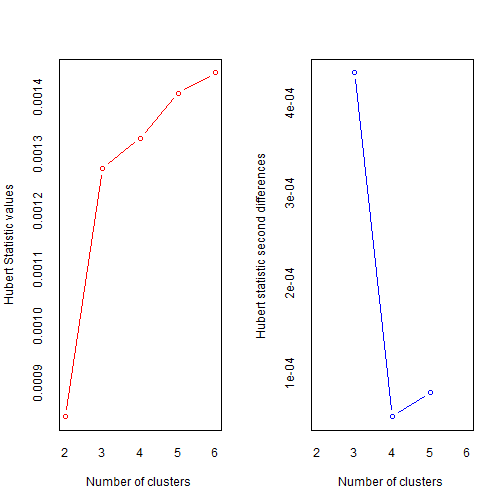 Hubert Statistic values
0.0009 0.0010 0.0011 0.0012 0.0013 0.0014
2 3 4 5 6
Number of clusters
Hubert statistic second differences
1e-04 2e-04 3e-04 4e-04
2 3 4 5 6
Number of clusters